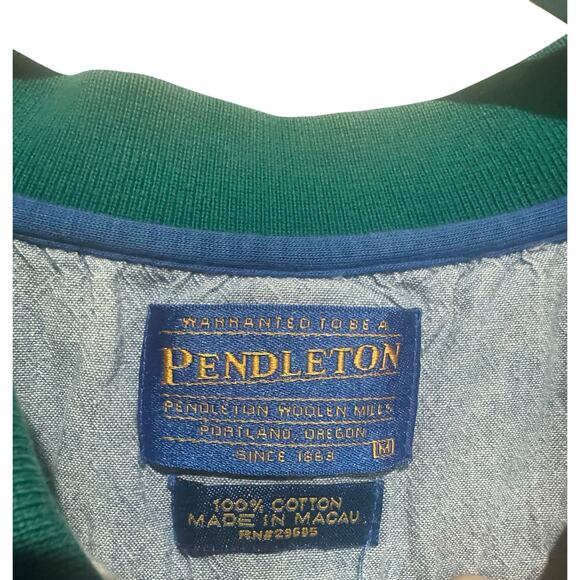 WARRANTED TO BE A
PENDLETON
PENDLETON WOOLEN MILLS
PORTLAND, OREGON
SINCE 1863 M
100% COTTON
MADE IN MACAU
RN#29685